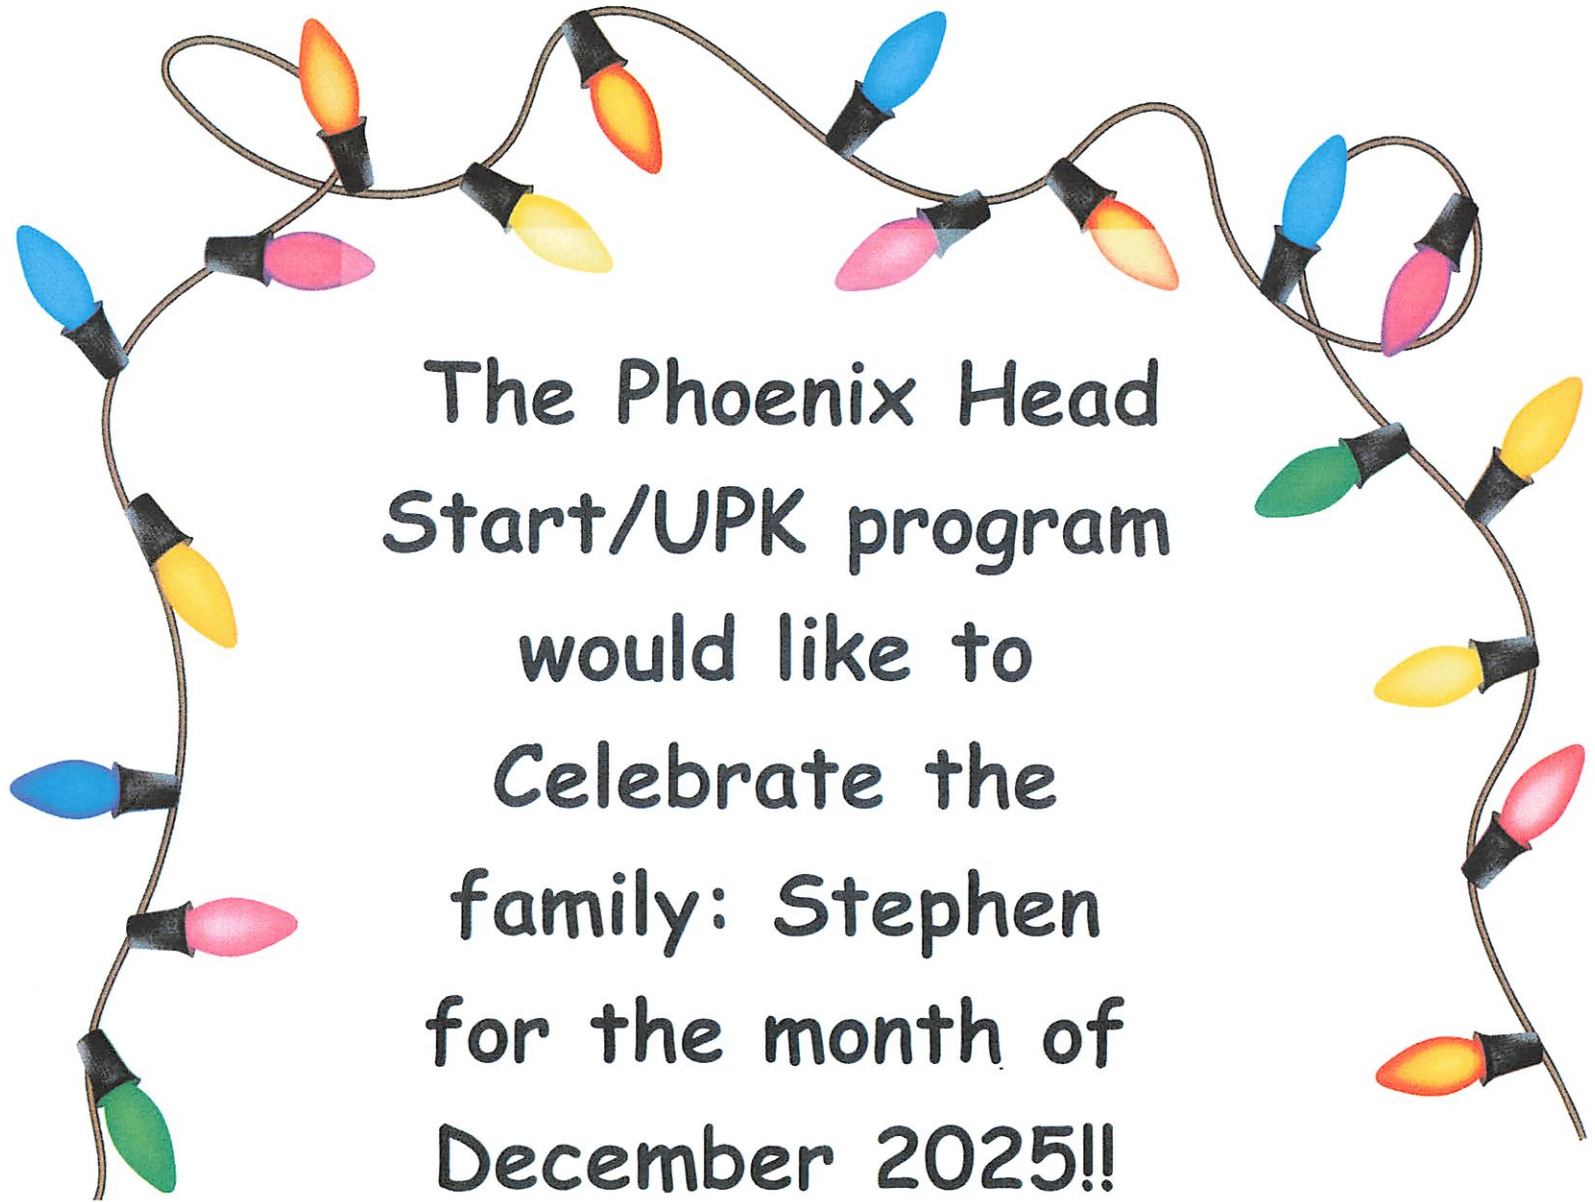 The Phoenix Head
Start/UPK program
would like to
Celebrate the
family: Stephen
for the month of
December 2025!!